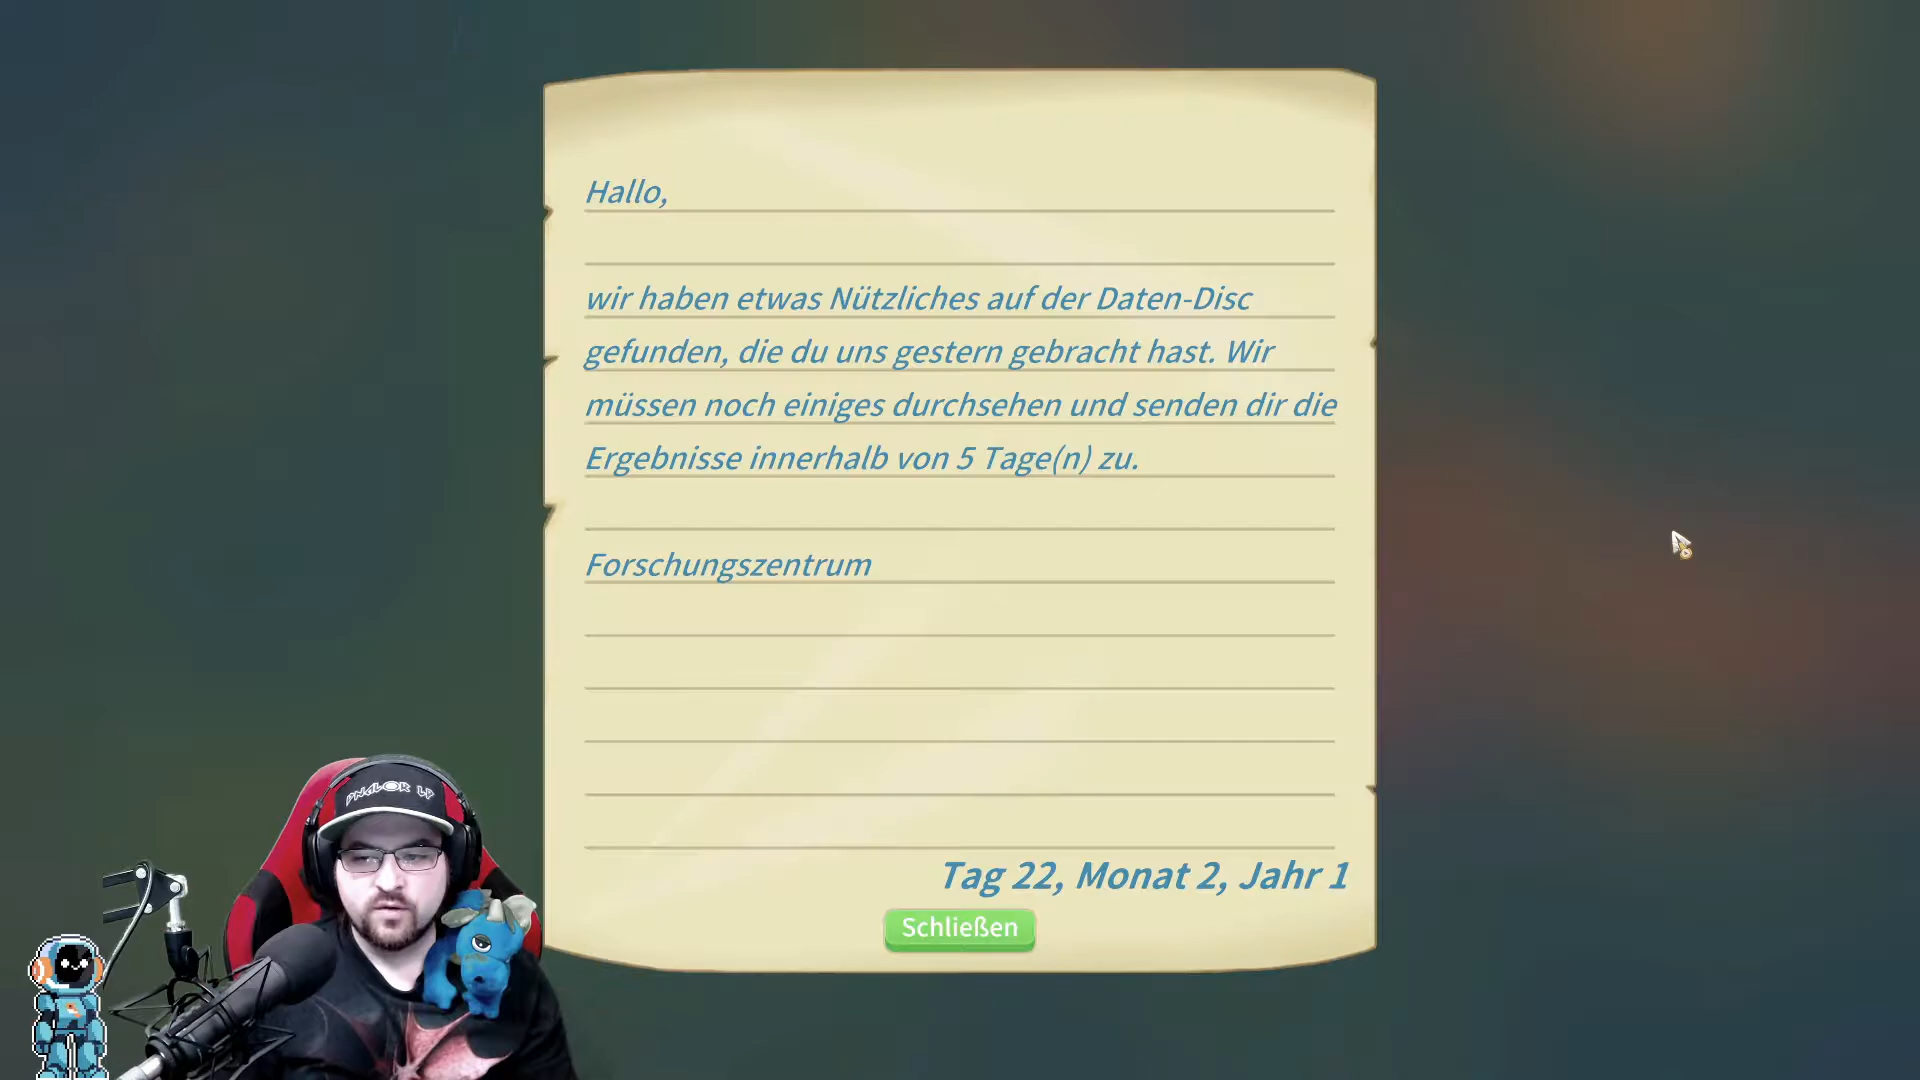 Hallo,
wir haben etwas Nützliches auf der Daten-Disc
gefunden, die du uns gestern gebracht hast. Wir
müssen noch einiges durchsehen und senden dir die
Ergebnisse innerhalb von 5 Tage(n) zu.
Forschungszentrum
Tag 22, Monat 2, Jahr 1
Schließen